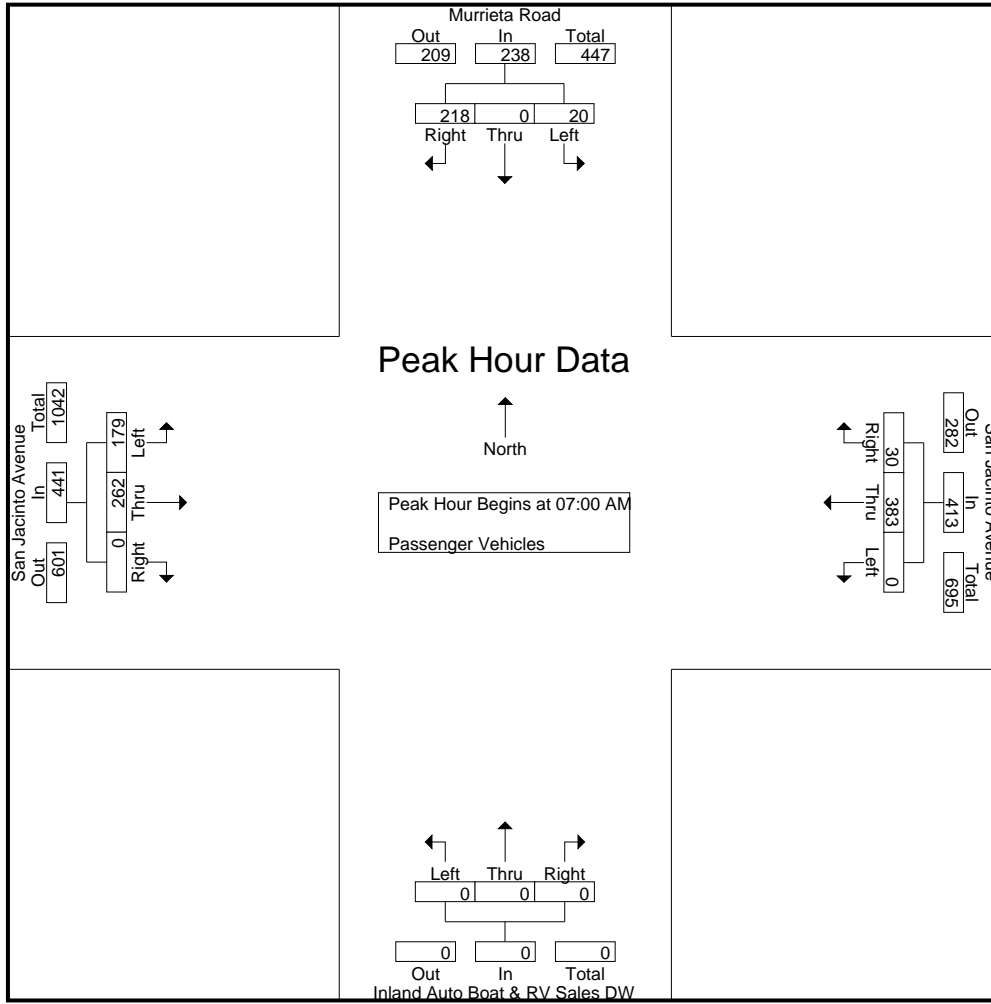 Murrieta Road
Out In Total
209 238 447
218 0 20
Right Thru Left
Peak Hour Data
North
Peak Hour Begins at 07:00 AM
Passenger Vehicles
San Jacinto Avenue
Total In Out
1042 441 601
179 262 0
Left Thru Right
San Jacinto Avenue
Out In Total
282 413 695
30 383 0
Right Thru Left
Left Thru Right
0 0 0
0 0 0
Out In Total
Inland Auto Boat & RV Sales DW